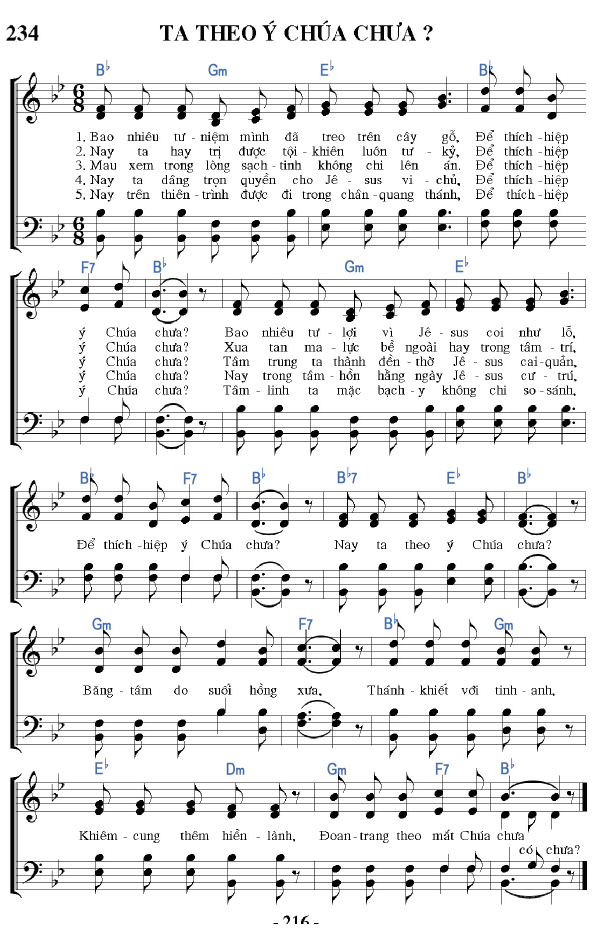 234 TA THEO Ý CHÚA CHƯA ?
B♭ Gm E♭ B♭
1. Bao nhiêu tư - niệm mình đã treo trên cây gỗ, Để thích - hiệp
2. Nay ta hay trị được tội - khiên luôn tư - kỷ, Để thích - hiệp
3. Mau xem trong lòng sạch - tinh không chi lên án, Để thích - hiệp
4. Nay ta dâng trọn quyền cho Jê - sus vi - chủ, Để thích - hiệp
5. Nay trên thiên - trình được đi trong chân - quang thánh, Để thích - hiệp
F7 B♭ Gm E♭
ý Chúa chưa? Bao nhiêu tư - lợi vì Jê - sus coi như lỗ,
ý Chúa chưa? Xua tan ma - lực bề ngoài hay trong tâm - trí,
ý Chúa chưa? Tâm trung ta thành đền - thờ Jê - sus cai - quản,
ý Chúa chưa? Nay trong tâm - hồn hằng ngày Jê - sus cư - trú,
ý Chúa chưa? Tâm - linh ta mặc bạch - y không chi so - sánh,
B♭ F7 B♭ B♭7 E♭ B♭
Để thích - hiệp ý Chúa chưa? Nay ta theo ý Chúa chưa?
Gm F7 B♭ Gm
Băng - tâm do suối hồng xưa, Thánh - khiết với tinh - anh,
E♭ Dm Gm F7 B♭
Khiêm - cung thêm hiền - lành, Đoan - trang theo mắt Chúa chưa
có chưa?
- 216 -